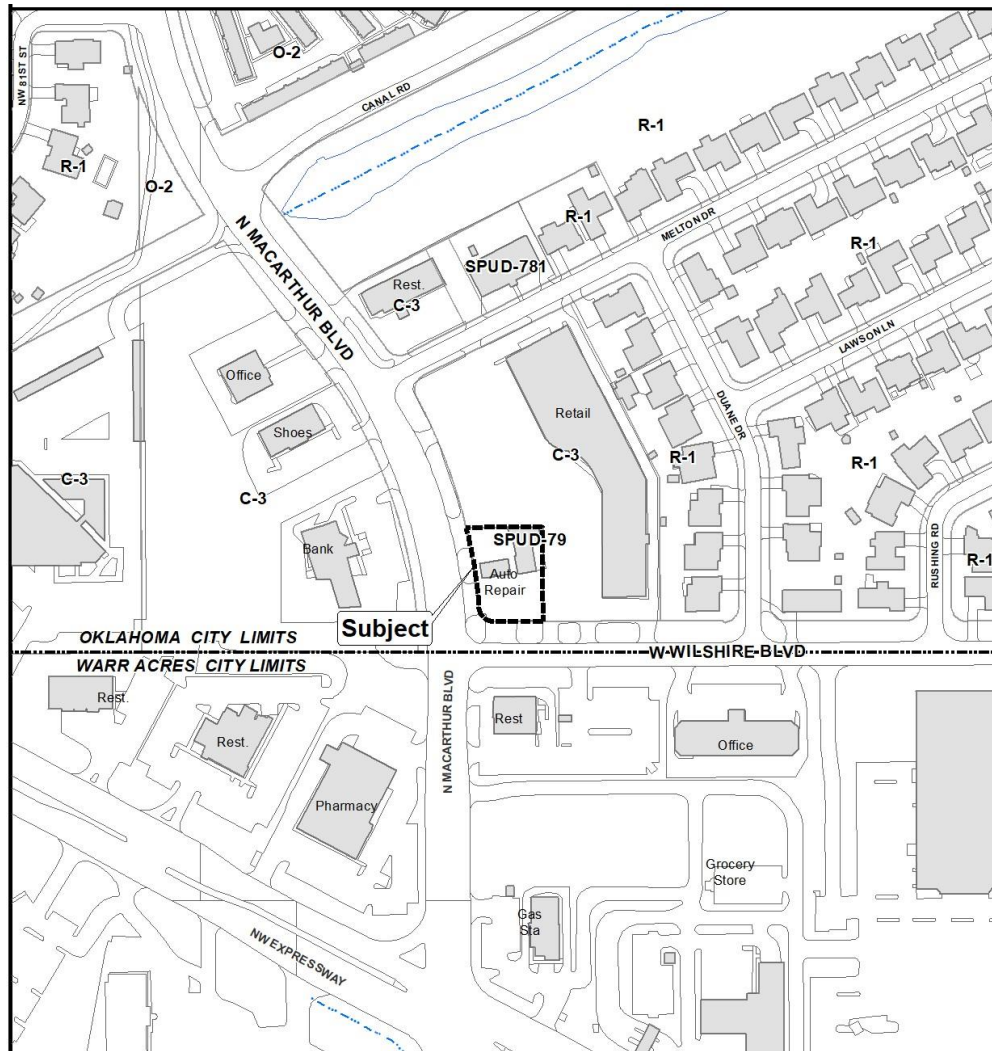 NW 81ST ST
O-2
CANAL RD
R-1
R-1
O-2
N MACARTHUR BLVD
R-1
MELTON DR
SPUD-781
Rest.
C-3
R-1
LAWSON LN
Office
Shoes
Retail
C-3
DUANE DR
R-1
R-1
C-3
C-3
Bank
SPUD-79
Auto
Repair
RUSHING RD
R-1
Subject
OKLAHOMA CITY LIMITS
WARR ACRES CITY LIMITS
W WILSHIRE BLVD
Rest.
Rest.
N MACARTHUR BLVD
Rest
Office
Pharmacy
Grocery
Store
Gas
Sta
NW EXPRESSWAY